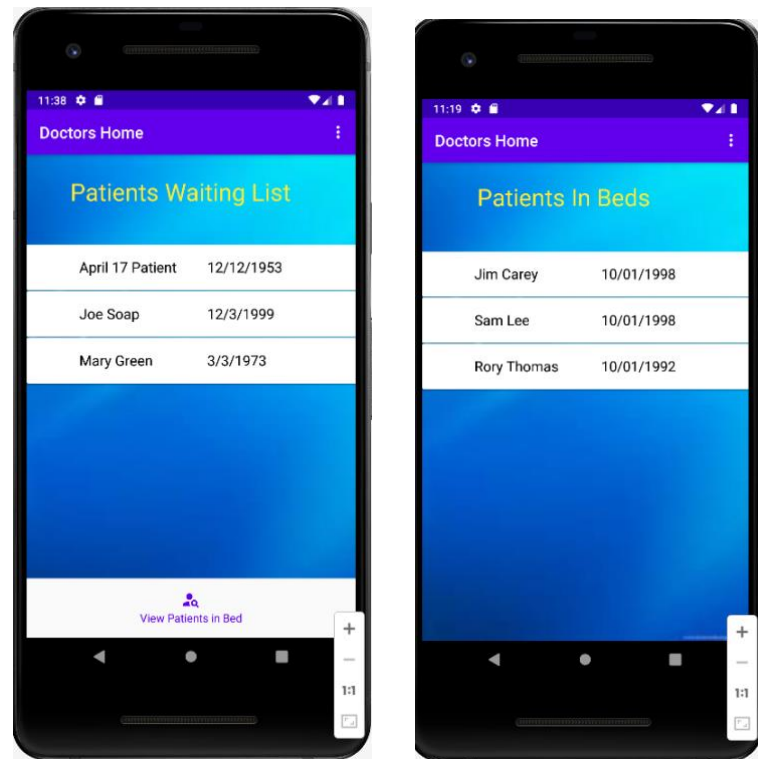 11:38
Doctors Home
Patients Waiting List
April 17 Patient 12/12/1953
Joe Soap 12/3/1999
Mary Green 3/3/1973
View Patients in Bed
1:1
11:19
Doctors Home
Patients In Beds
Jim Carey 10/01/1998
Sam Lee 10/01/1998
Rory Thomas 10/01/1992
1:1